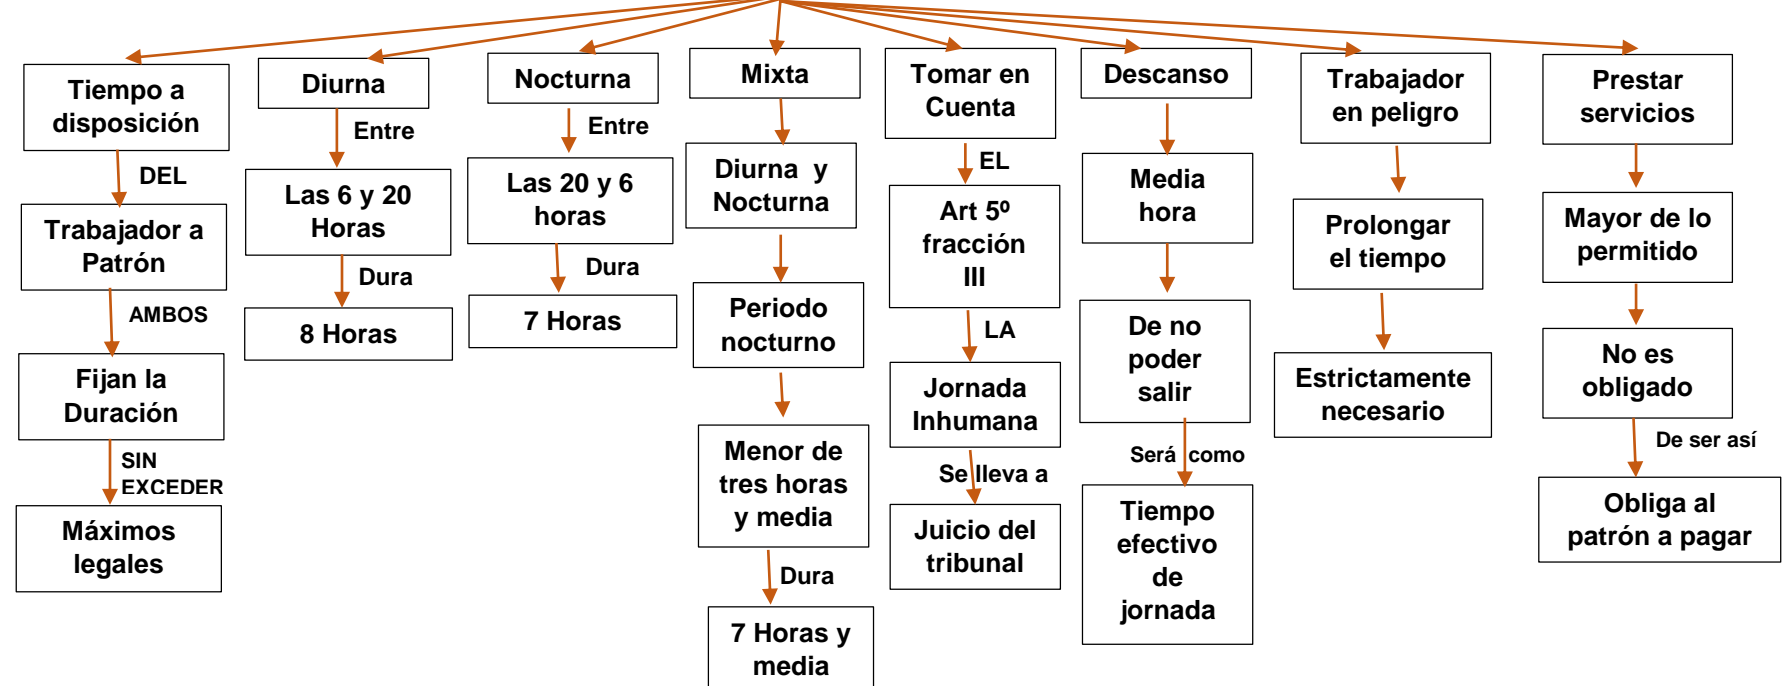 Tiempo a
disposición
DEL
Trabajador a
Patrón
AMBOS
Fijan la
Duración
SIN
EXCEDER
Máximos
legales
Diurna
Entre
Las 6 y 20
Horas
Dura
8 Horas
Nocturna
Entre
Las 20 y 6
horas
Dura
7 Horas
Mixta
Diurna y
Nocturna
Periodo
nocturno
Menor de
tres horas
y media
Dura
7 Horas y
media
Tomar en
Cuenta
EL
Art 5º
fracción
III
LA
Jornada
Inhumana
Se lleva a
Juicio del
tribunal
Descanso
Media
hora
De no
poder
salir
Será como
Tiempo
efectivo
de
jornada
Trabajador
en peligro
Prolongar
el tiempo
Estrictamente
necesario
Prestar
servicios
Mayor de lo
permitido
No es
obligado
De ser así
Obliga al
patrón a pagar